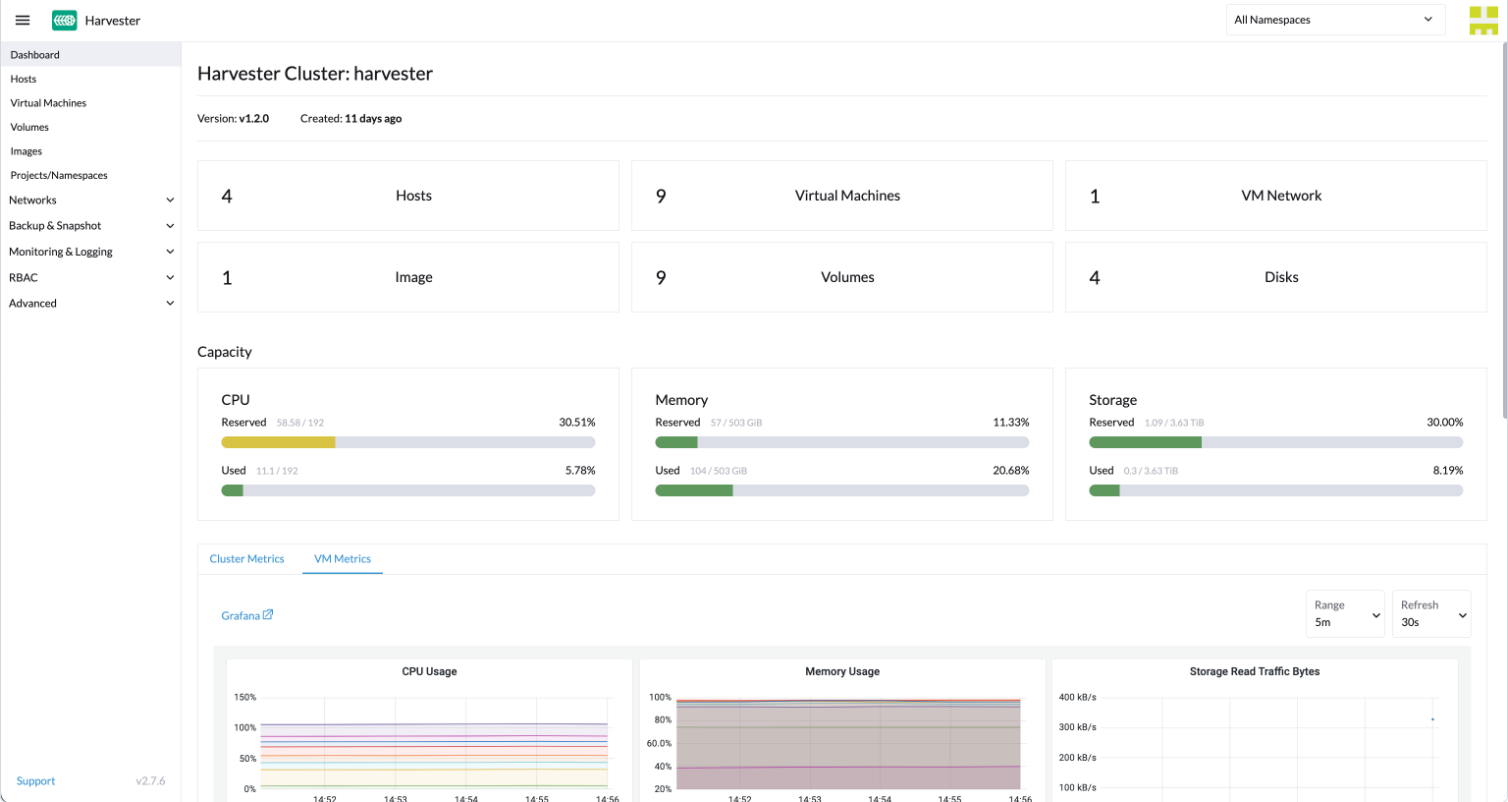 Harvester
All Namespaces
Dashboard
Hosts
Virtual Machines
Volumes
Images
Projects/Namespaces
Networks
Backup & Snapshot
Monitoring & Logging
RBAC
Advanced
Support v2.7.6
Harvester Cluster: harvester
Version: v1.2.0 Created: 11 days ago
4 Hosts
9 Virtual Machines
1 VM Network
1 Image
9 Volumes
4 Disks
Capacity
CPU
Reserved 58.58 / 192 30.51%
Used 11.1 / 192 5.78%
Memory
Reserved 57 / 503 GiB 11.33%
Used 104 / 503 GiB 20.68%
Storage
Reserved 1.09 / 3.63 TiB 30.00%
Used 0.3 / 3.63 TiB 8.19%
Cluster Metrics VM Metrics
Grafana
Range
5m
Refresh
30s
CPU Usage
150%
100%
50%
0%
14:52 14:53 14:54 14:55 14:56
Memory Usage
100%
80%
60.0%
40%
20%
14:52 14:53 14:54 14:55 14:56
Storage Read Traffic Bytes
400 kB/s
300 kB/s
200 kB/s
100 kB/s